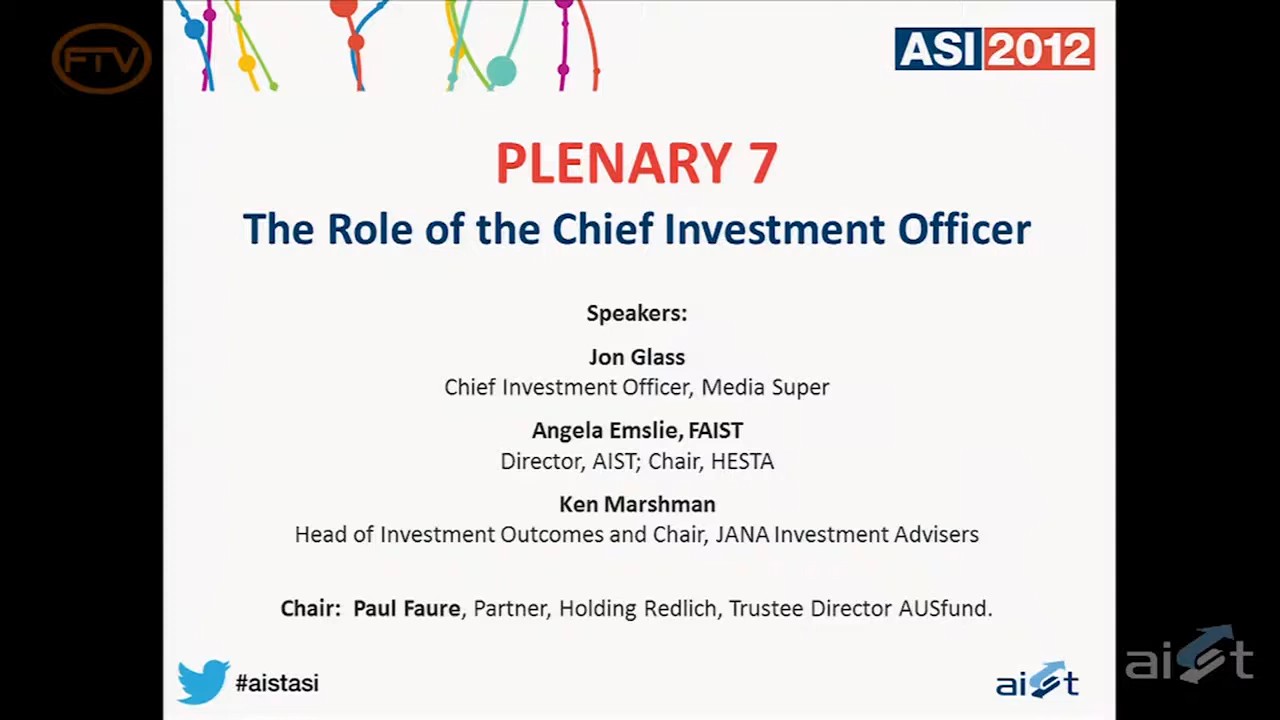 FTV
ASI 2012
PLENARY 7
The Role of the Chief Investment Officer
Speakers:
Jon Glass
Chief Investment Officer, Media Super
Angela Emslie, FAIST
Director, AIST; Chair, HESTA
Ken Marshman
Head of Investment Outcomes and Chair, JANA Investment Advisers
Chair: Paul Faure, Partner, Holding Redlich, Trustee Director AUSfund.
#aistasi
aist
aist